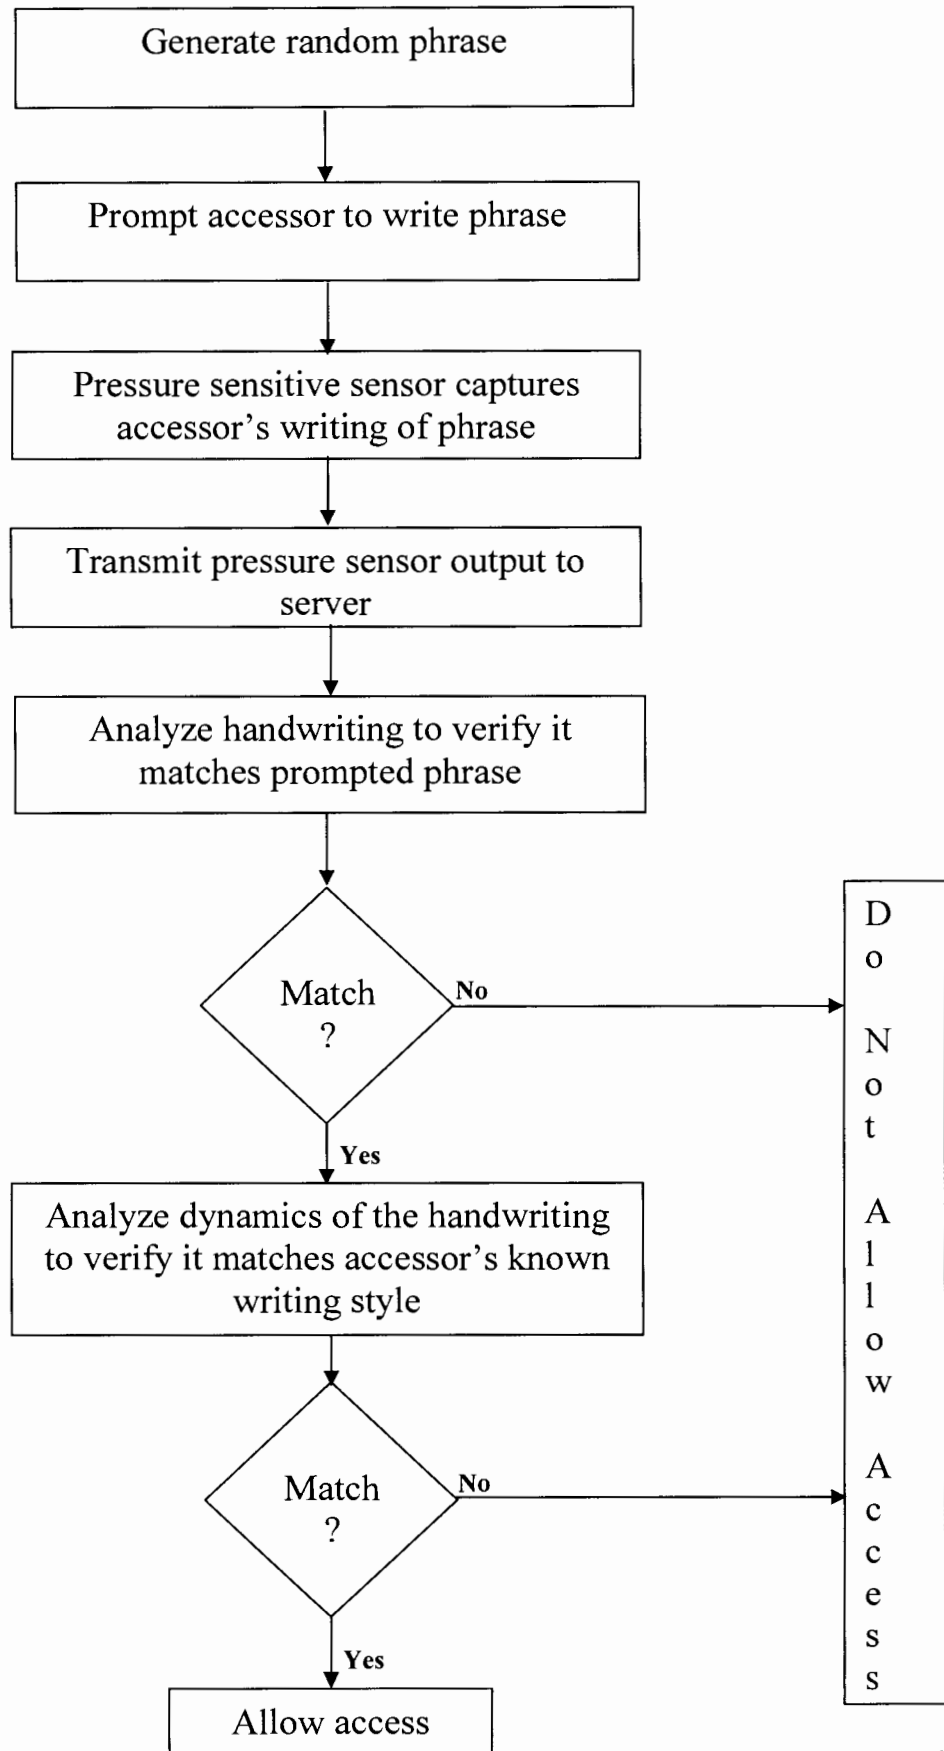 Generate random phrase
Prompt accessor to write phrase
Pressure sensitive sensor captures
accessor’s writing of phrase
Transmit pressure sensor output to
server
Analyze handwriting to verify it
matches prompted phrase
Match
?
No
Yes
Analyze dynamics of the handwriting
to verify it matches accessor’s known
writing style
Match
?
No
Yes
Allow access
D
o
N
o
t
A
l
l
o
w
A
c
c
e
s
s